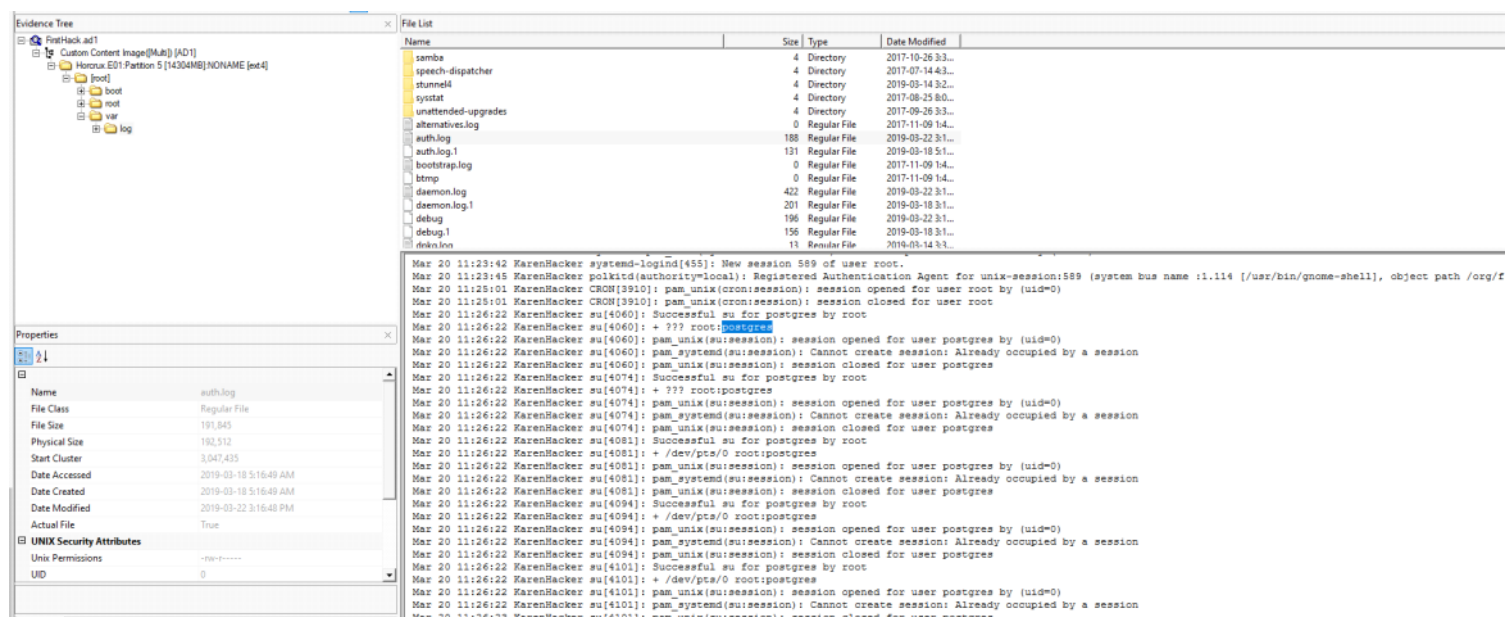 Evidence Tree
FirstHack.ad1
Custom Content Image([Multi]) [AD1]
Horcrux.E01:Partition 5 [14304MB]:NONAME [ext4]
[root]
boot
root
var
log
File List
Name Size Type Date Modified
samba 4 Directory 2017-10-26 3:3...
speech-dispatcher 4 Directory 2017-07-14 4:3...
stunnel4 4 Directory 2019-03-14 3:2...
sysstat 4 Directory 2017-08-25 8:0...
unattended-upgrades 4 Directory 2017-09-26 3:3...
alternatives.log 0 Regular File 2017-11-09 1:4...
auth.log 188 Regular File 2019-03-22 3:1...
auth.log.1 131 Regular File 2019-03-18 5:1...
bootstrap.log 0 Regular File 2017-11-09 1:4...
btmp 0 Regular File 2017-11-09 1:4...
daemon.log 422 Regular File 2019-03-22 3:1...
daemon.log.1 201 Regular File 2019-03-18 3:1...
debug 196 Regular File 2019-03-22 3:1...
debug.1 156 Regular File 2019-03-18 3:1...
dpkg.log 13 Regular File 2019-03-14 3:3...
Mar 20 11:23:42 KarenHacker systemd-logind[455]: New session 589 of user root.
Mar 20 11:23:45 KarenHacker polkitd(authority=local): Registered Authentication Agent for unix-session:589 (system bus name :1.114 [/usr/bin/gnome-shell], object path /org/f
Mar 20 11:25:01 KarenHacker CRON[3910]: pam_unix(cron:session): session opened for user root by (uid=0)
Mar 20 11:25:01 KarenHacker CRON[3910]: pam_unix(cron:session): session closed for user root
Mar 20 11:26:22 KarenHacker su[4060]: Successful su for postgres by root
Mar 20 11:26:22 KarenHacker su[4060]: + ??? root:postgres
Mar 20 11:26:22 KarenHacker su[4060]: pam_unix(su:session): session opened for user postgres by (uid=0)
Mar 20 11:26:22 KarenHacker su[4060]: pam_systemd(su:session): Cannot create session: Already occupied by a session
Mar 20 11:26:22 KarenHacker su[4060]: pam_unix(su:session): session closed for user postgres
Mar 20 11:26:22 KarenHacker su[4074]: Successful su for postgres by root
Mar 20 11:26:22 KarenHacker su[4074]: + ??? root:postgres
Mar 20 11:26:22 KarenHacker su[4074]: pam_unix(su:session): session opened for user postgres by (uid=0)
Mar 20 11:26:22 KarenHacker su[4074]: pam_systemd(su:session): Cannot create session: Already occupied by a session
Mar 20 11:26:22 KarenHacker su[4074]: pam_unix(su:session): session closed for user postgres
Mar 20 11:26:22 KarenHacker su[4081]: Successful su for postgres by root
Mar 20 11:26:22 KarenHacker su[4081]: + /dev/pts/0 root:postgres
Mar 20 11:26:22 KarenHacker su[4081]: pam_unix(su:session): session opened for user postgres by (uid=0)
Mar 20 11:26:22 KarenHacker su[4081]: pam_systemd(su:session): Cannot create session: Already occupied by a session
Mar 20 11:26:22 KarenHacker su[4081]: pam_unix(su:session): session closed for user postgres
Mar 20 11:26:22 KarenHacker su[4094]: Successful su for postgres by root
Mar 20 11:26:22 KarenHacker su[4094]: + /dev/pts/0 root:postgres
Mar 20 11:26:22 KarenHacker su[4094]: pam_unix(su:session): session opened for user postgres by (uid=0)
Mar 20 11:26:22 KarenHacker su[4094]: pam_systemd(su:session): Cannot create session: Already occupied by a session
Mar 20 11:26:22 KarenHacker su[4094]: pam_unix(su:session): session closed for user postgres
Mar 20 11:26:22 KarenHacker su[4101]: Successful su for postgres by root
Mar 20 11:26:22 KarenHacker su[4101]: + /dev/pts/0 root:postgres
Mar 20 11:26:22 KarenHacker su[4101]: pam_unix(su:session): session opened for user postgres by (uid=0)
Mar 20 11:26:22 KarenHacker su[4101]: pam_systemd(su:session): Cannot create session: Already occupied by a session
Mar 20 11:26:23 KarenHacker su[4101]: pam_unix(su:session): session closed for user postgres
Properties
Name auth.log
File Class Regular File
File Size 191,845
Physical Size 192,512
Start Cluster 3,047,435
Date Accessed 2019-03-18 5:16:49 AM
Date Created 2019-03-18 5:16:49 AM
Date Modified 2019-03-22 3:16:48 PM
Actual File True
UNIX Security Attributes
Unix Permissions -rw-r-----
UID 0